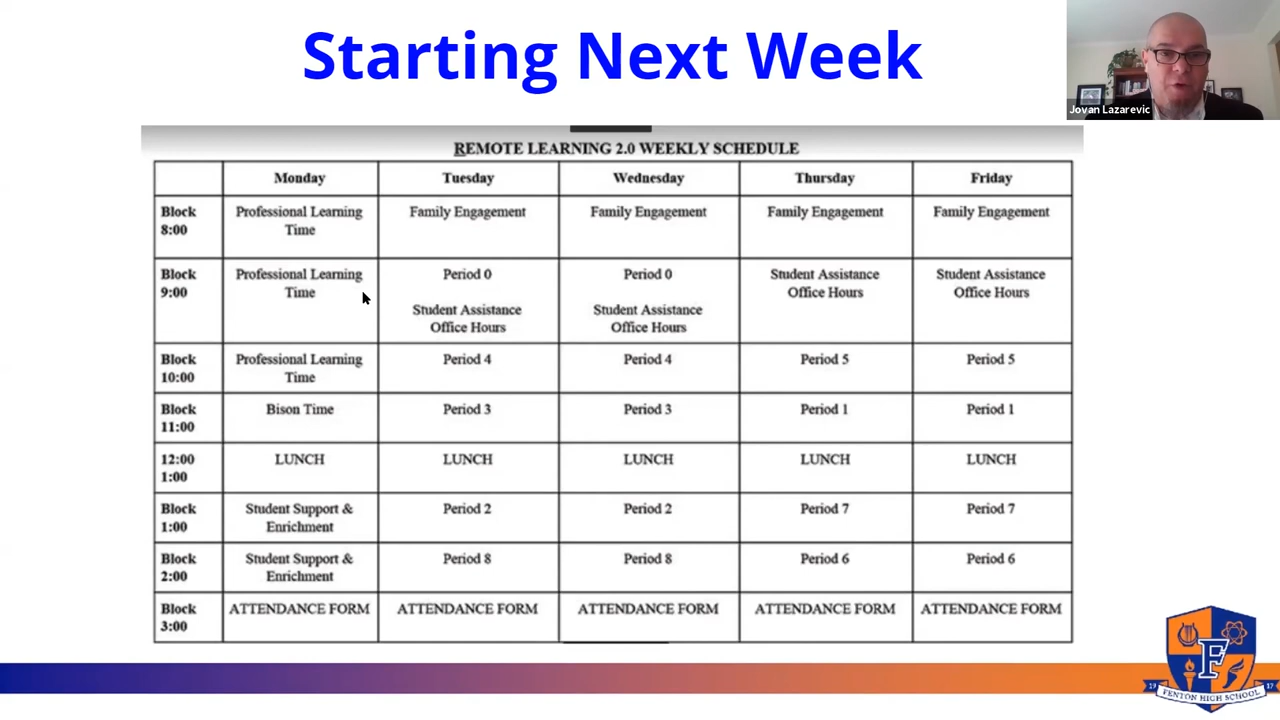 Starting Next Week
Jovan Lazarevic
REMOTE LEARNING 2.0 WEEKLY SCHEDULE
Monday Tuesday Wednesday Thursday Friday
Block Professional Learning Family Engagement Family Engagement Family Engagement Family Engagement
8:00 Time
Block Professional Learning Period 0 Period 0 Student Assistance Student Assistance
9:00 Time Office Hours Office Hours
Student Assistance Student Assistance
Office Hours Office Hours
Block Professional Learning Period 4 Period 4 Period 5 Period 5
10:00 Time
Block Bison Time Period 3 Period 3 Period 1 Period 1
11:00
12:00 LUNCH LUNCH LUNCH LUNCH LUNCH
1:00
Block Student Support & Period 2 Period 2 Period 7 Period 7
1:00 Enrichment
Block Student Support & Period 8 Period 8 Period 6 Period 6
2:00 Enrichment
Block ATTENDANCE FORM ATTENDANCE FORM ATTENDANCE FORM ATTENDANCE FORM ATTENDANCE FORM
3:00
F
FENTON HIGH SCHOOL